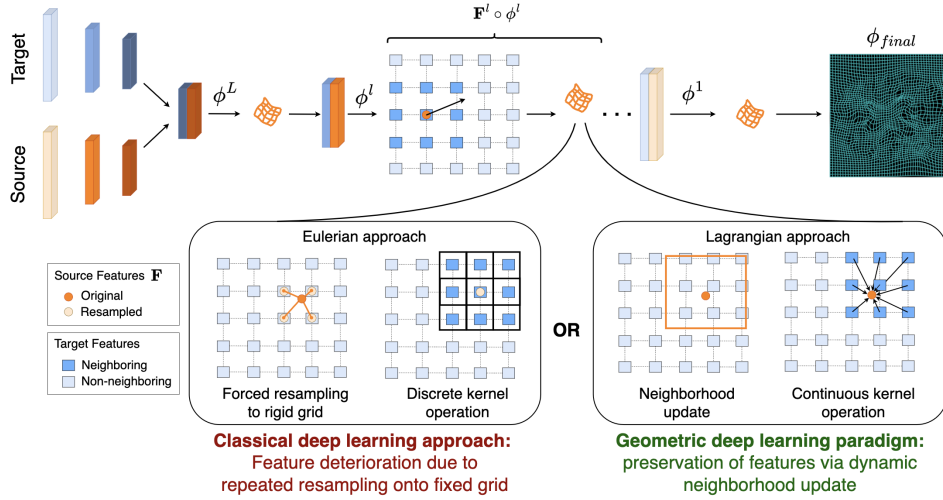 F^l ∘ ϕ^l
Target
Source
ϕ^L
ϕ^l
...
ϕ^1
ϕ_final
Eulerian approach
Lagrangian approach
Source Features F
Original
Resampled
Target Features
Neighboring
Non-neighboring
Forced resampling
to rigid grid
Discrete kernel
operation
OR
Neighborhood
update
Continuous kernel
operation
Classical deep learning approach:
Feature deterioration due to
repeated resampling onto fixed grid
Geometric deep learning paradigm:
preservation of features via dynamic
neighborhood update